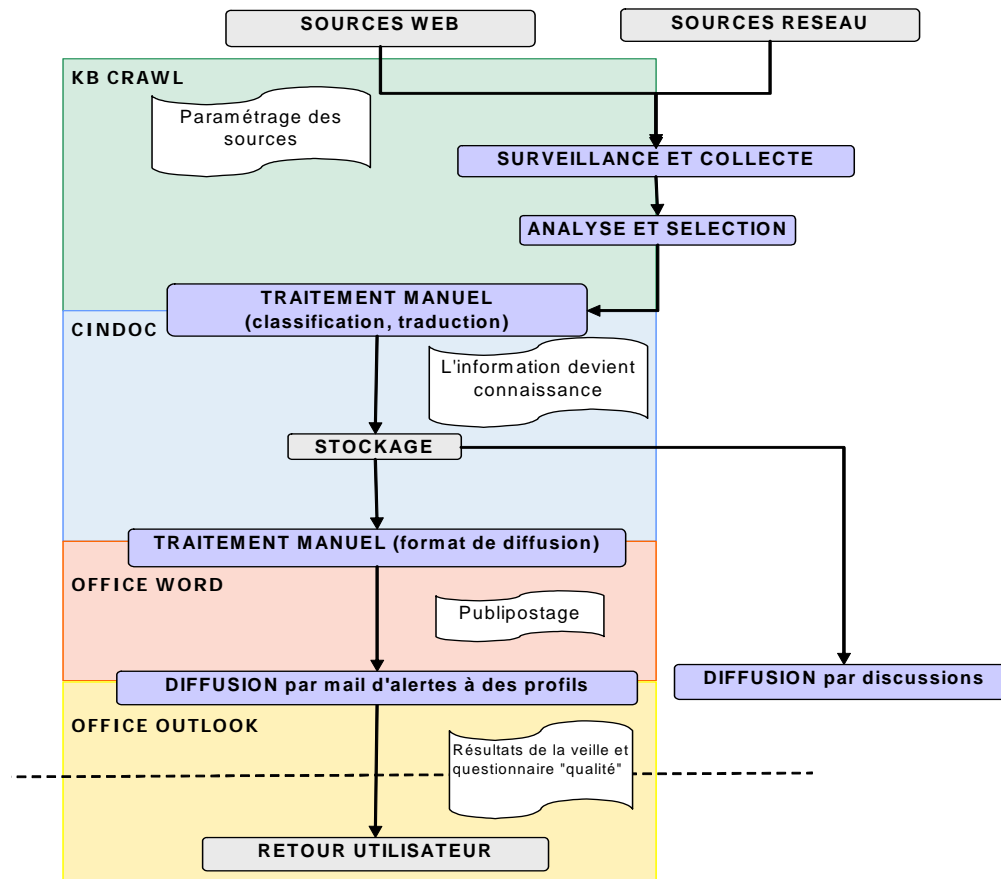 SOURCES WEB
SOURCES RESEAU
KB CRAWL
Paramétrage des
sources
SURVEILLANCE ET COLLECTE
ANALYSE ET SELECTION
TRAITEMENT MANUEL
(classification, traduction)
CINDOC
L'information devient
connaissance
STOCKAGE
TRAITEMENT MANUEL (format de diffusion)
OFFICE WORD
Publipostage
DIFFUSION par mail d'alertes à des profils
DIFFUSION par discussions
OFFICE OUTLOOK
Résultats de la veille et
questionnaire "qualité"
RETOUR UTILISATEUR